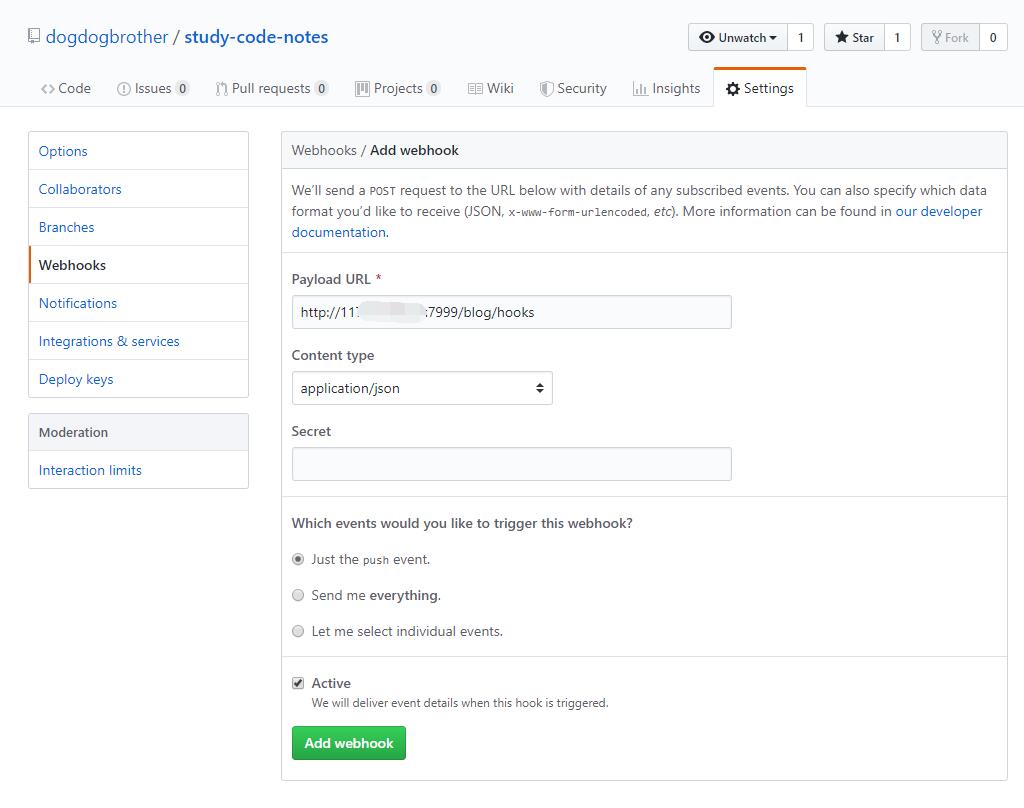 dogdogbrother / study-code-notes
Unwatch 1 Star 1 Fork 0
Code Issues 0 Pull requests 0 Projects 0 Wiki Security Insights Settings
Options
Collaborators
Branches
Webhooks
Notifications
Integrations & services
Deploy keys
Moderation
Interaction limits
Webhooks / Add webhook
We’ll send a POST request to the URL below with details of any subscribed events. You can also specify which data
format you’d like to receive (JSON, x-www-form-urlencoded, etc). More information can be found in our developer
documentation.
Payload URL *
http://11 :7999/blog/hooks
Content type
application/json
Secret
Which events would you like to trigger this webhook?
Just the push event.
Send me everything.
Let me select individual events.
Active
We will deliver event details when this hook is triggered.
Add webhook